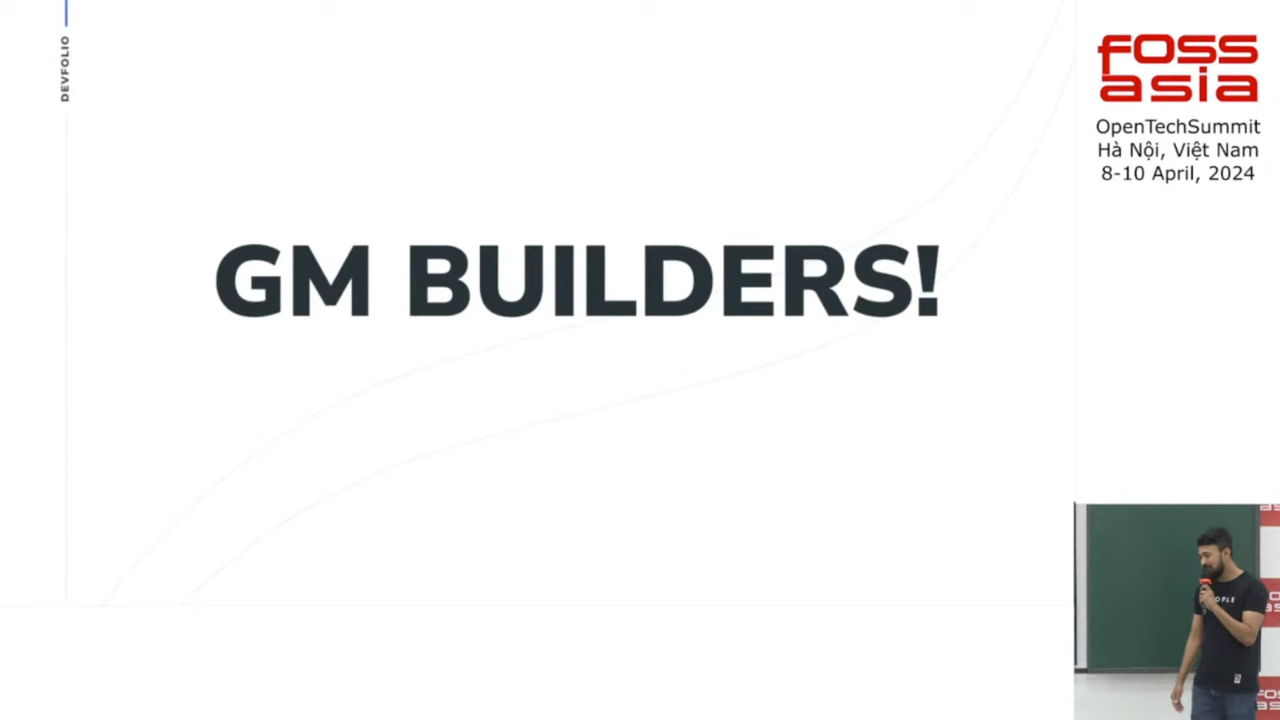 DEVFOLIO
GM BUILDERS!
FOSS
asia
OpenTechSummit
Hà Nội, Việt Nam
8-10 April, 2024